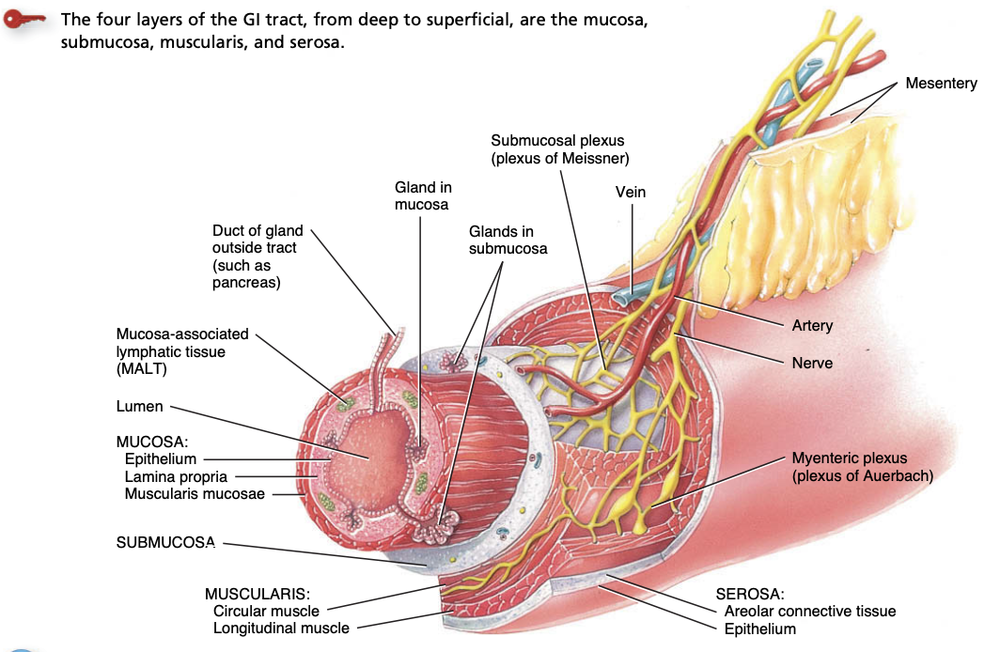 The four layers of the GI tract, from deep to superficial, are the mucosa,
submucosa, muscularis, and serosa.
Mesentery
Submucosal plexus
(plexus of Meissner)
Gland in
mucosa
Vein
Duct of gland
outside tract
(such as
pancreas)
Glands in
submucosa
Artery
Mucosa-associated
lymphatic tissue
(MALT)
Nerve
Lumen
MUCOSA:
Epithelium
Lamina propria
Muscularis mucosae
Myenteric plexus
(plexus of Auerbach)
SUBMUCOSA
MUSCULARIS:
Circular muscle
Longitudinal muscle
SEROSA:
Areolar connective tissue
Epithelium